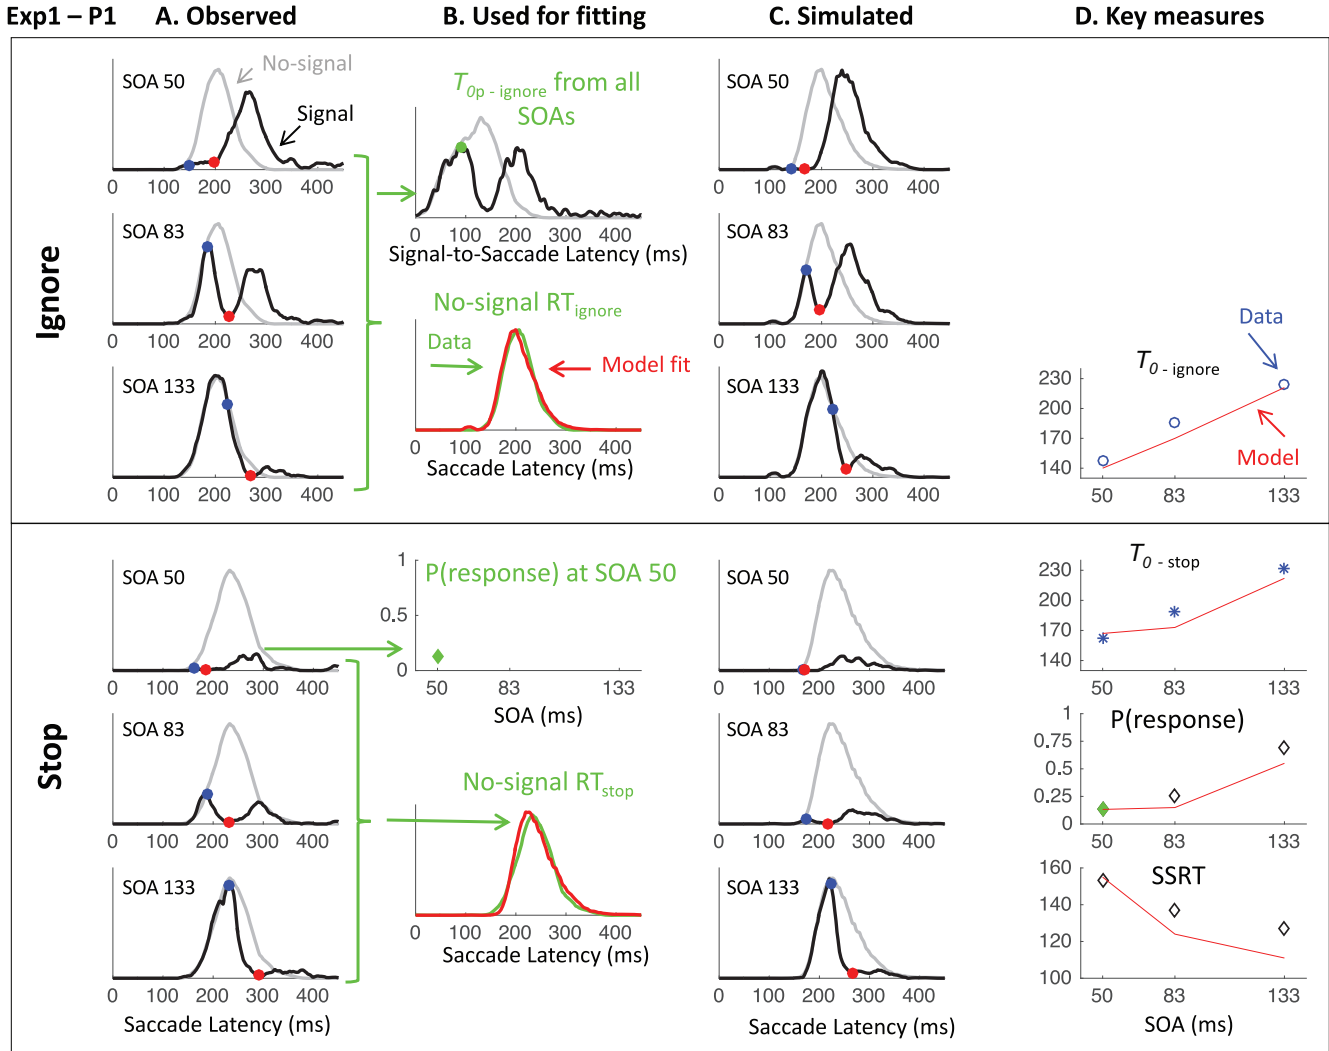 Exp1 – P1 A. Observed B. Used for fitting C. Simulated D. Key measures
Ignore
SOA 50
No-signal
Signal
0 100 200 300 400
SOA 83
0 100 200 300 400
SOA 133
0 100 200 300 400
T0p - ignore from all
SOAs
0 100 200 300 400
Signal-to-Saccade Latency (ms)
No-signal RTignore
Data
Model fit
0 100 200 300 400
Saccade Latency (ms)
SOA 50
0 100 200 300 400
SOA 83
0 100 200 300 400
SOA 133
0 100 200 300 400
Data
T0 - ignore
Model
230
200
170
140
50 83 133
Stop
SOA 50
0 100 200 300 400
SOA 83
0 100 200 300 400
SOA 133
0 100 200 300 400
Saccade Latency (ms)
P(response) at SOA 50
1
0.5
0
50 83 133
SOA (ms)
No-signal RTstop
0 100 200 300 400
Saccade Latency (ms)
SOA 50
0 100 200 300 400
SOA 83
0 100 200 300 400
SOA 133
0 100 200 300 400
Saccade Latency (ms)
T0 - stop
230
200
170
140
50 83 133
P(response)
1
0.75
0.5
0.25
0
50 83 133
SSRT
160
140
120
100
50 83 133
SOA (ms)